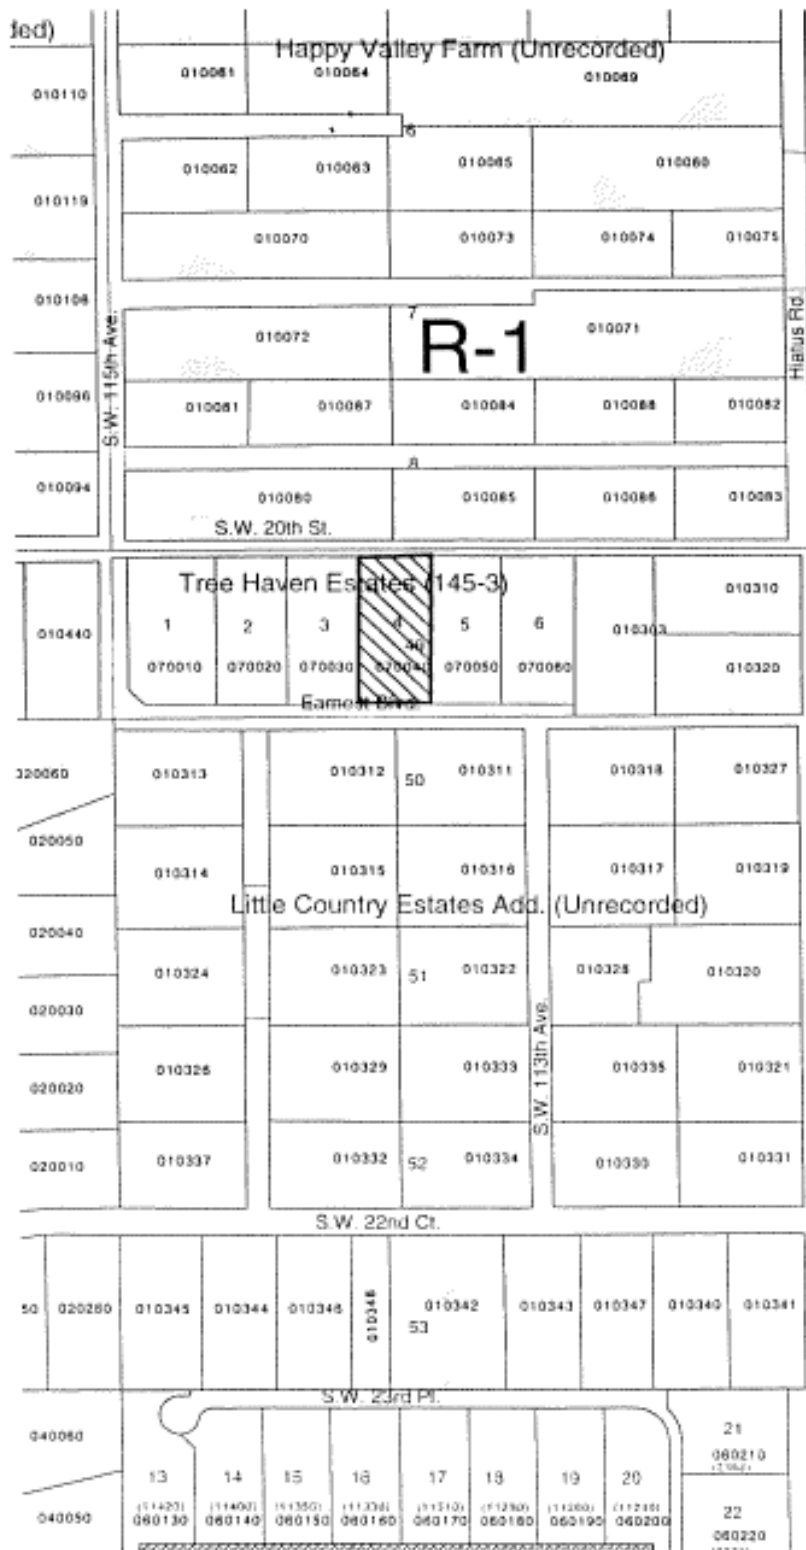 ded)
Happy Valley Farm (Unrecorded)
010061 010064 010069
010110
6
010062 010063 010065 010060
010119
010070 010073 010074 010075
010106
7
010072 R-1 010071
S.W. 115th Ave.
Hiatus Rd.
010096 010081 010087 010084 010088 010082
8
010094 010080 010085 010086 010083
S.W. 20th St.
Tree Haven Estates (145-3)
010310
1 2 3 4 5 6
010440 010303
49
070010 070020 070030 070040 070050 070060 010320
Earnest Blvd.
320060 010313 010312 50 010311 010318 010327
020050
010314 010315 010316 010317 010319
Little Country Estates Add. (Unrecorded)
020040
010324 010323 51 010322 010328 010320
020030
S.W. 113th Ave.
010326 010329 010333 010335 010321
020020
020010 010337 010332 52 010334 010330 010331
S.W. 22nd Ct.
50 020280 010345 010344 010346 010348 010342 010343 010347 010340 010341
53
S.W. 23rd Pl.
040060 21
060210
13 14 15 16 17 18 19 20
(11420) (11400)
040050 060130 060140 060150 060160 060170 060180 060190 060200
22
060220